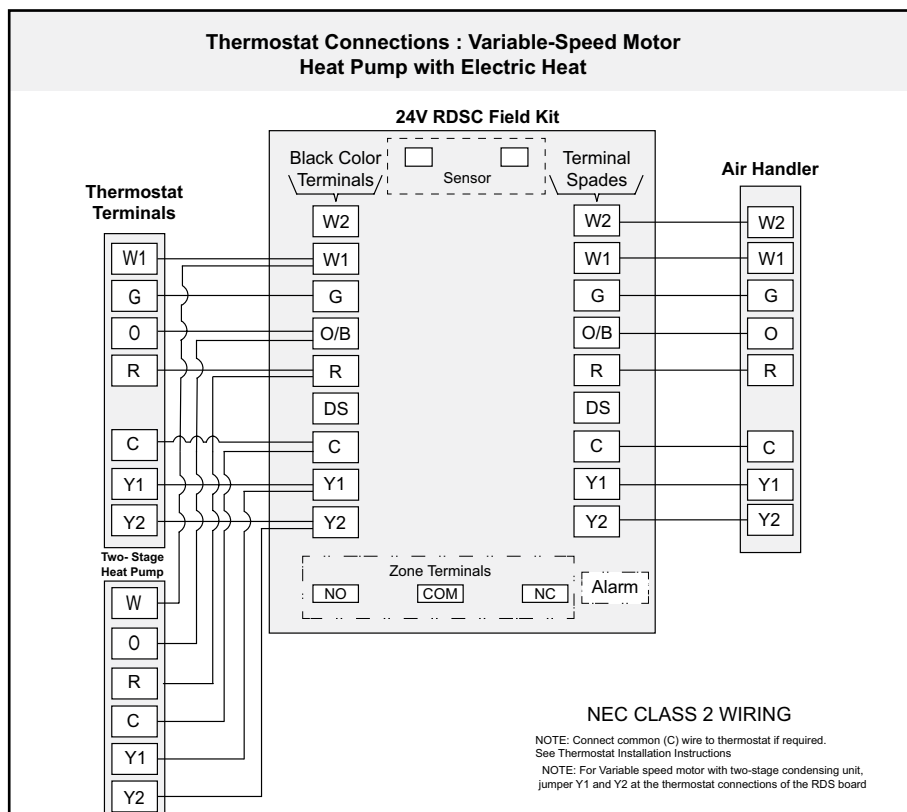 Thermostat Connections : Variable-Speed Motor
Heat Pump with Electric Heat
24V RDSC Field Kit
Black Color
Terminals
Sensor
Terminal
Spades
Air Handler
Thermostat
Terminals
W1
G
O
R
C
Y1
Y2
W2
W1
G
O/B
R
DS
C
Y1
Y2
W2
W1
G
O/B
R
DS
C
Y1
Y2
W2
W1
G
O
R
C
Y1
Y2
Two- Stage
Heat Pump
W
O
R
C
Y1
Y2
Zone Terminals
NO
COM
NC
Alarm
NEC CLASS 2 WIRING
NOTE: Connect common (C) wire to thermostat if required.
See Thermostat Installation Instructions
NOTE: For Variable speed motor with two-stage condensing unit,
jumper Y1 and Y2 at the thermostat connections of the RDS board